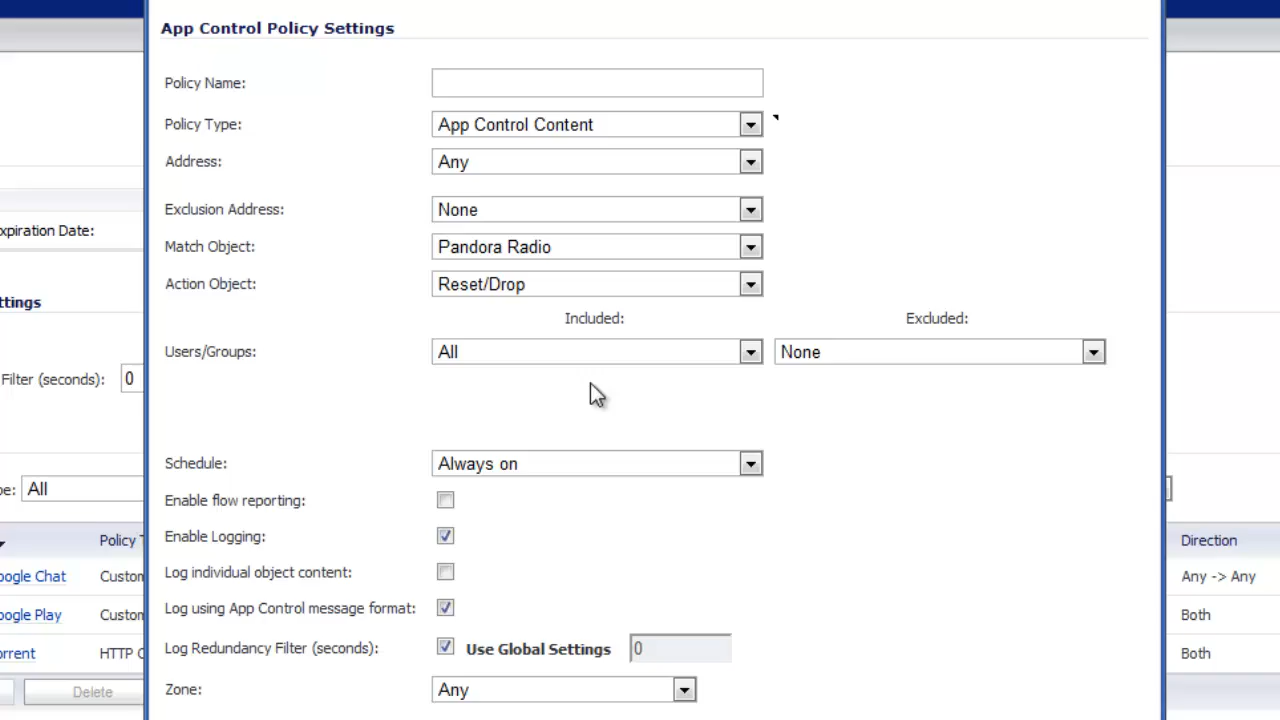 App Control Policy Settings
Policy Name:
Policy Type: App Control Content
Address: Any
Exclusion Address: None
Match Object: Pandora Radio
Action Object: Reset/Drop
Included: Excluded:
Users/Groups: All None
Schedule: Always on
Enable flow reporting:
Enable Logging:
Log individual object content:
Log using App Control message format:
Log Redundancy Filter (seconds): Use Global Settings 0
Zone: Any
xpiration Date:
ttings
Filter (seconds): 0
pe: All
Policy T Direction
oogle Chat Custom Any -> Any
oogle Play Custom Both
orrent HTTP C Both
Delete